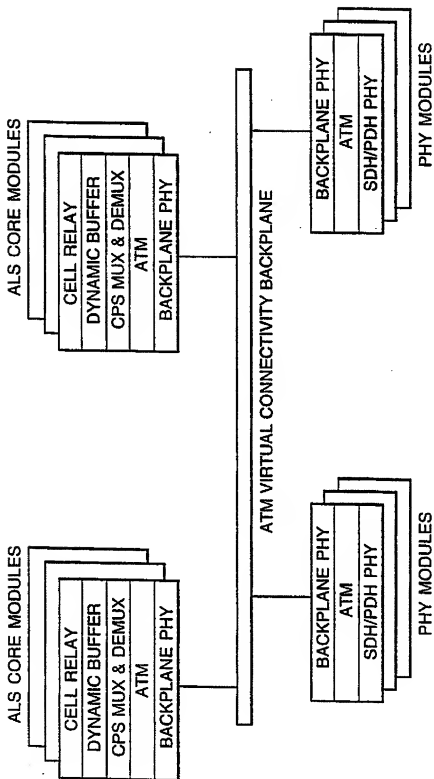 ALS CORE MODULES
CELL RELAY
DYNAMIC BUFFER
CPS MUX & DEMUX
ATM
BACKPLANE PHY
ALS CORE MODULES
CELL RELAY
DYNAMIC BUFFER
CPS MUX & DEMUX
ATM
BACKPLANE PHY
ATM VIRTUAL CONNECTIVITY BACKPLANE
BACKPLANE PHY
ATM
SDH/PDH PHY
PHY MODULES
BACKPLANE PHY
ATM
SDH/PDH PHY
PHY MODULES